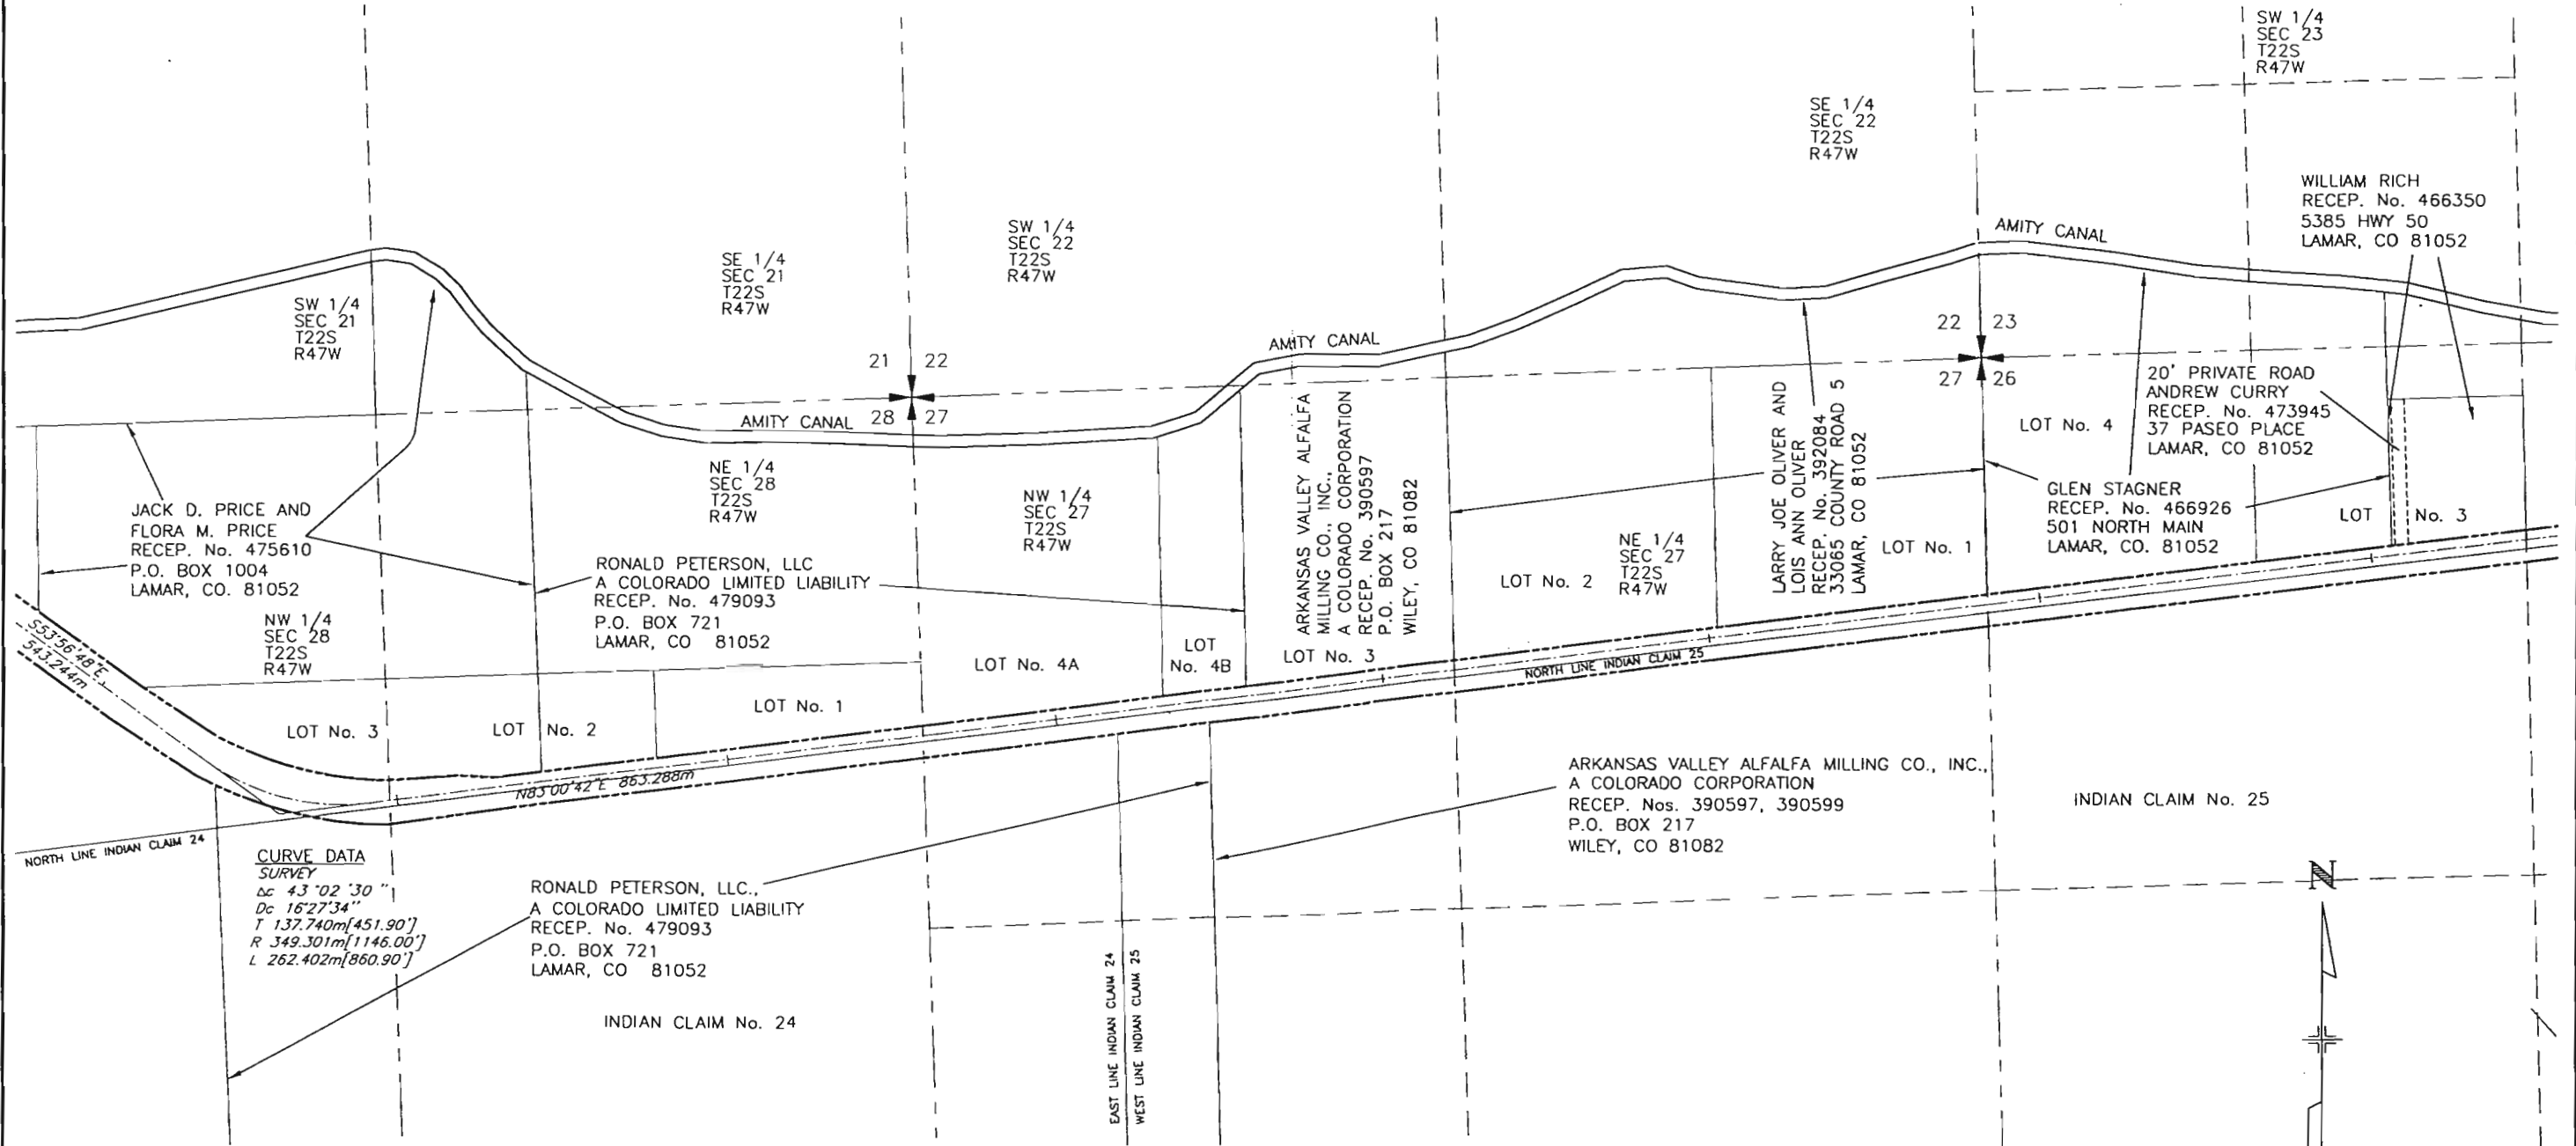 SW 1/4
SEC 23
T22S
R47W
SE 1/4
SEC 22
T22S
R47W
WILLIAM RICH
RECEP. No. 466350
5385 HWY 50
LAMAR, CO 81052
SW 1/4
SEC 22
T22S
R47W
AMITY CANAL
SE 1/4
SEC 21
T22S
R47W
SW 1/4
SEC 21
T22S
R47W
22 23
27 26
AMITY CANAL
21 22
28 27
AMITY CANAL
20' PRIVATE ROAD
ANDREW CURRY
RECEP. No. 473945
37 PASEO PLACE
LAMAR, CO 81052
LOT No. 4
ARKANSAS VALLEY ALFALFA
MILLING CO., INC.,
A COLORADO CORPORATION
RECEP. No. 390597
P.O. BOX 217
WILEY, CO 81082
LARRY JOE OLIVER AND
LOIS ANN OLIVER
RECEP. No. 392084
33065 COUNTY ROAD 5
LAMAR, CO 81052
NE 1/4
SEC 28
T22S
R47W
NW 1/4
SEC 27
T22S
R47W
GLEN STAGNER
RECEP. No. 466926
501 NORTH MAIN
LAMAR, CO. 81052
LOT No. 3
JACK D. PRICE AND
FLORA M. PRICE
RECEP. No. 475610
P.O. BOX 1004
LAMAR, CO. 81052
RONALD PETERSON, LLC
A COLORADO LIMITED LIABILITY
RECEP. No. 479093
P.O. BOX 721
LAMAR, CO 81052
NE 1/4
SEC 27
T22S
R47W
LOT No. 1
LOT No. 2
NW 1/4
SEC 28
T22S
R47W
S53°56'48"E
543.244m
LOT No. 4A
LOT
No. 4B
LOT No. 3
NORTH LINE INDIAN CLAIM 25
LOT No. 3
LOT No. 2
LOT No. 1
N83°00'42"E 863.288m
NORTH LINE INDIAN CLAIM 24
ARKANSAS VALLEY ALFALFA MILLING CO., INC.,
A COLORADO CORPORATION
RECEP. Nos. 390597, 390599
P.O. BOX 217
WILEY, CO 81082
INDIAN CLAIM No. 25
CURVE DATA
SURVEY
Δc 43°02'30"
Dc 16°27'34"
T 137.740m[451.90']
R 349.301m[1146.00']
L 262.402m[860.90']
RONALD PETERSON, LLC.,
A COLORADO LIMITED LIABILITY
RECEP. No. 479093
P.O. BOX 721
LAMAR, CO 81052
N
EAST LINE INDIAN CLAIM 24
WEST LINE INDIAN CLAIM 25
INDIAN CLAIM No. 24